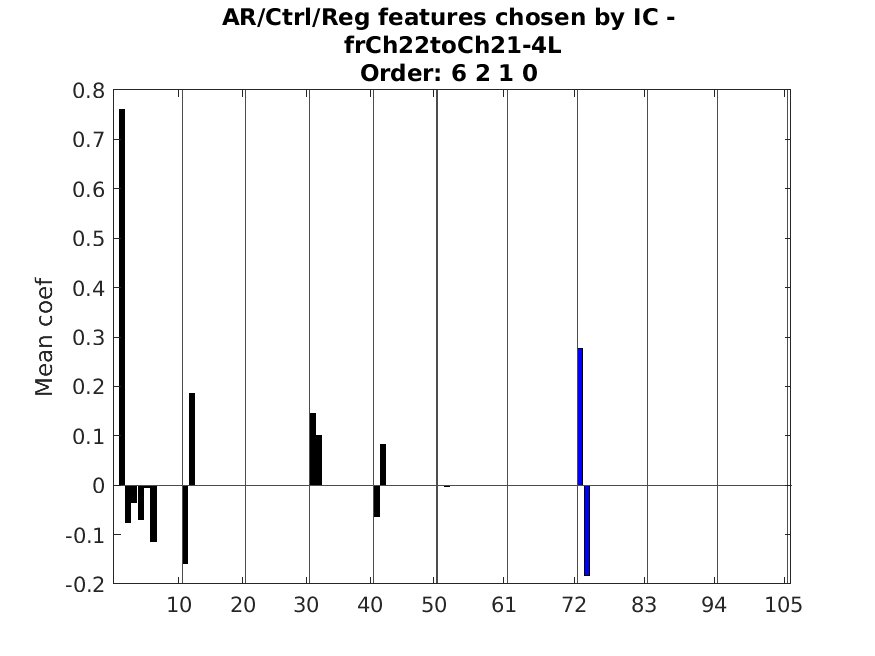 AR/Ctrl/Reg features chosen by IC -
frCh22toCh21-4L
Order: 6 2 1 0
0.8
0.7
0.6
0.5
0.4
0.3
0.2
0.1
0
-0.1
-0.2
Mean coef
10 20 30 40 50 61 72 83 94 105